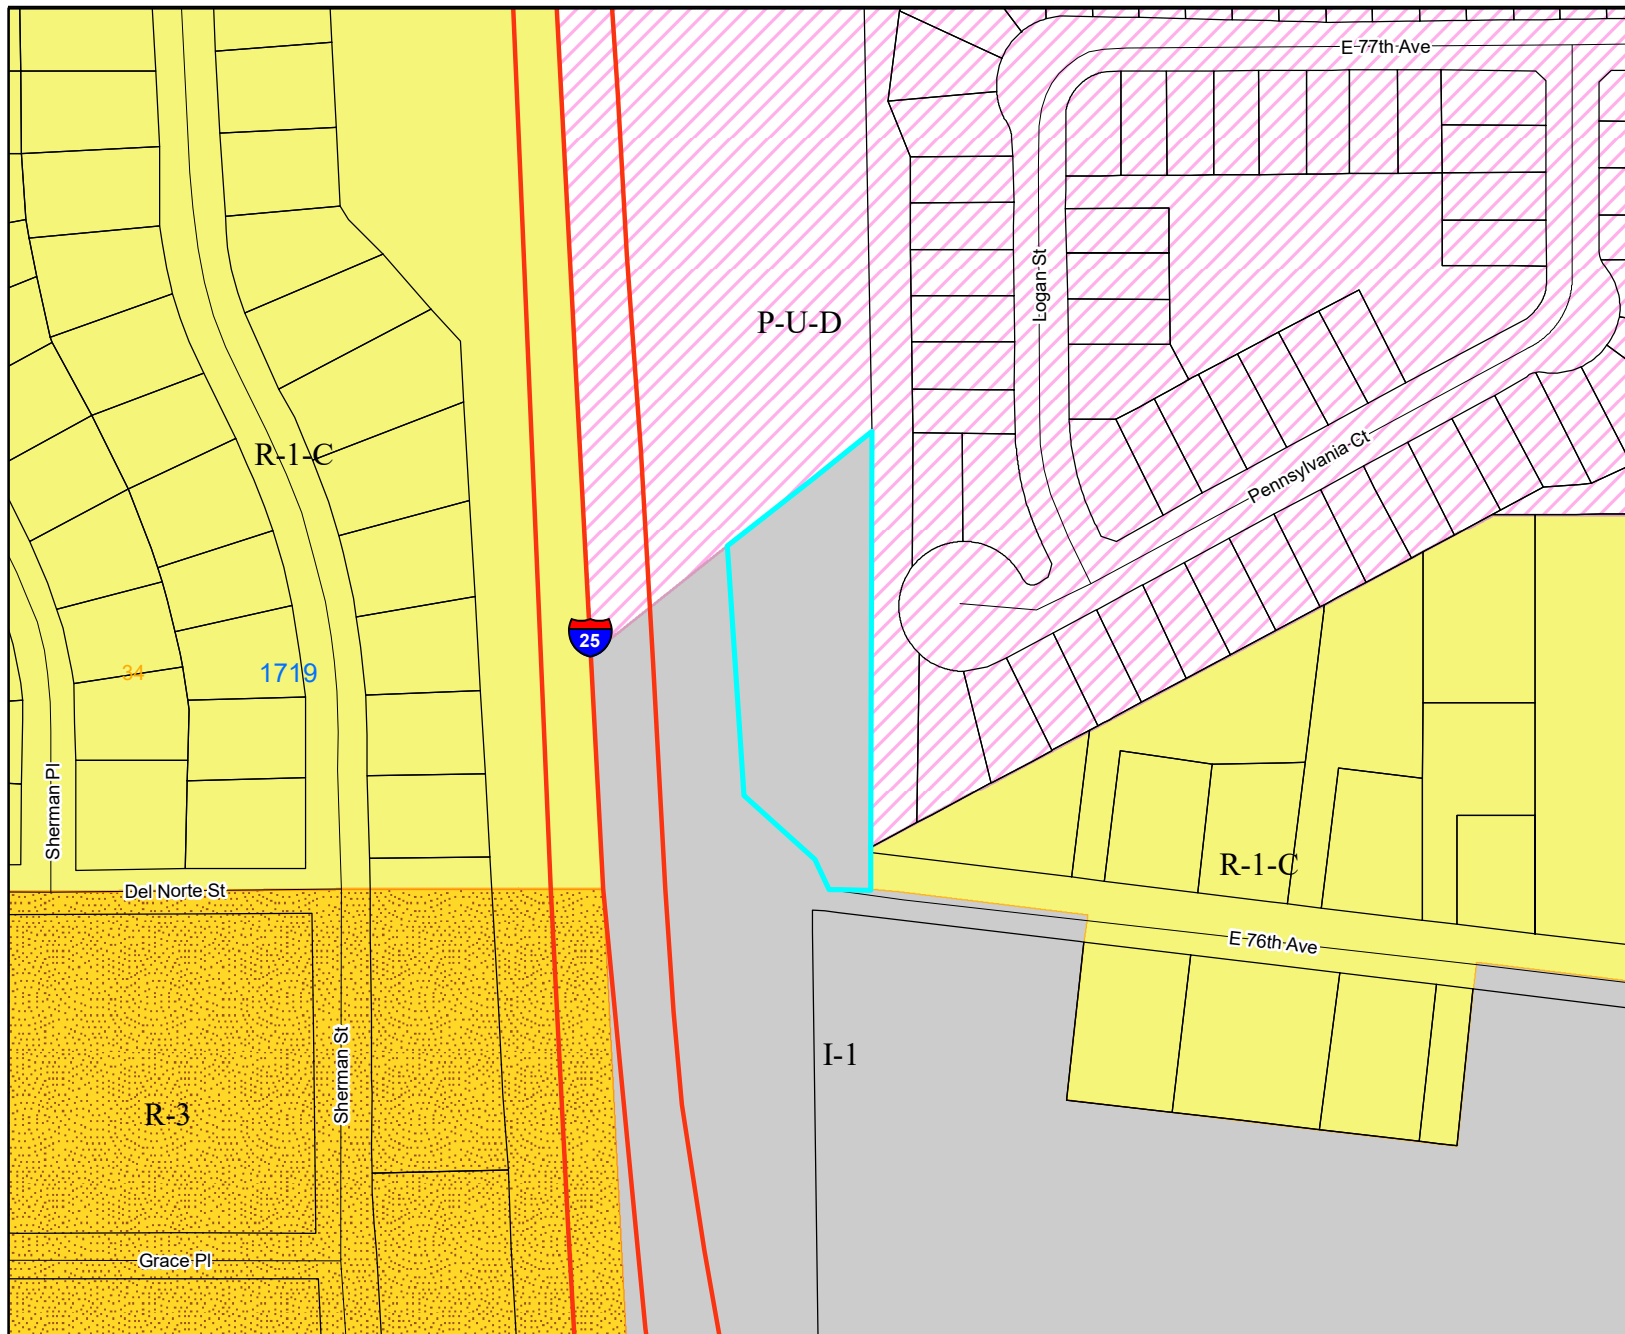 E 77th Ave
Logan St
P-U-D
R-1-C
Pennsylvania Ct
25
34
1719
Sherman Pl
R-1-C
Del Norte St
E 76th Ave
I-1
Sherman St
R-3
Grace Pl